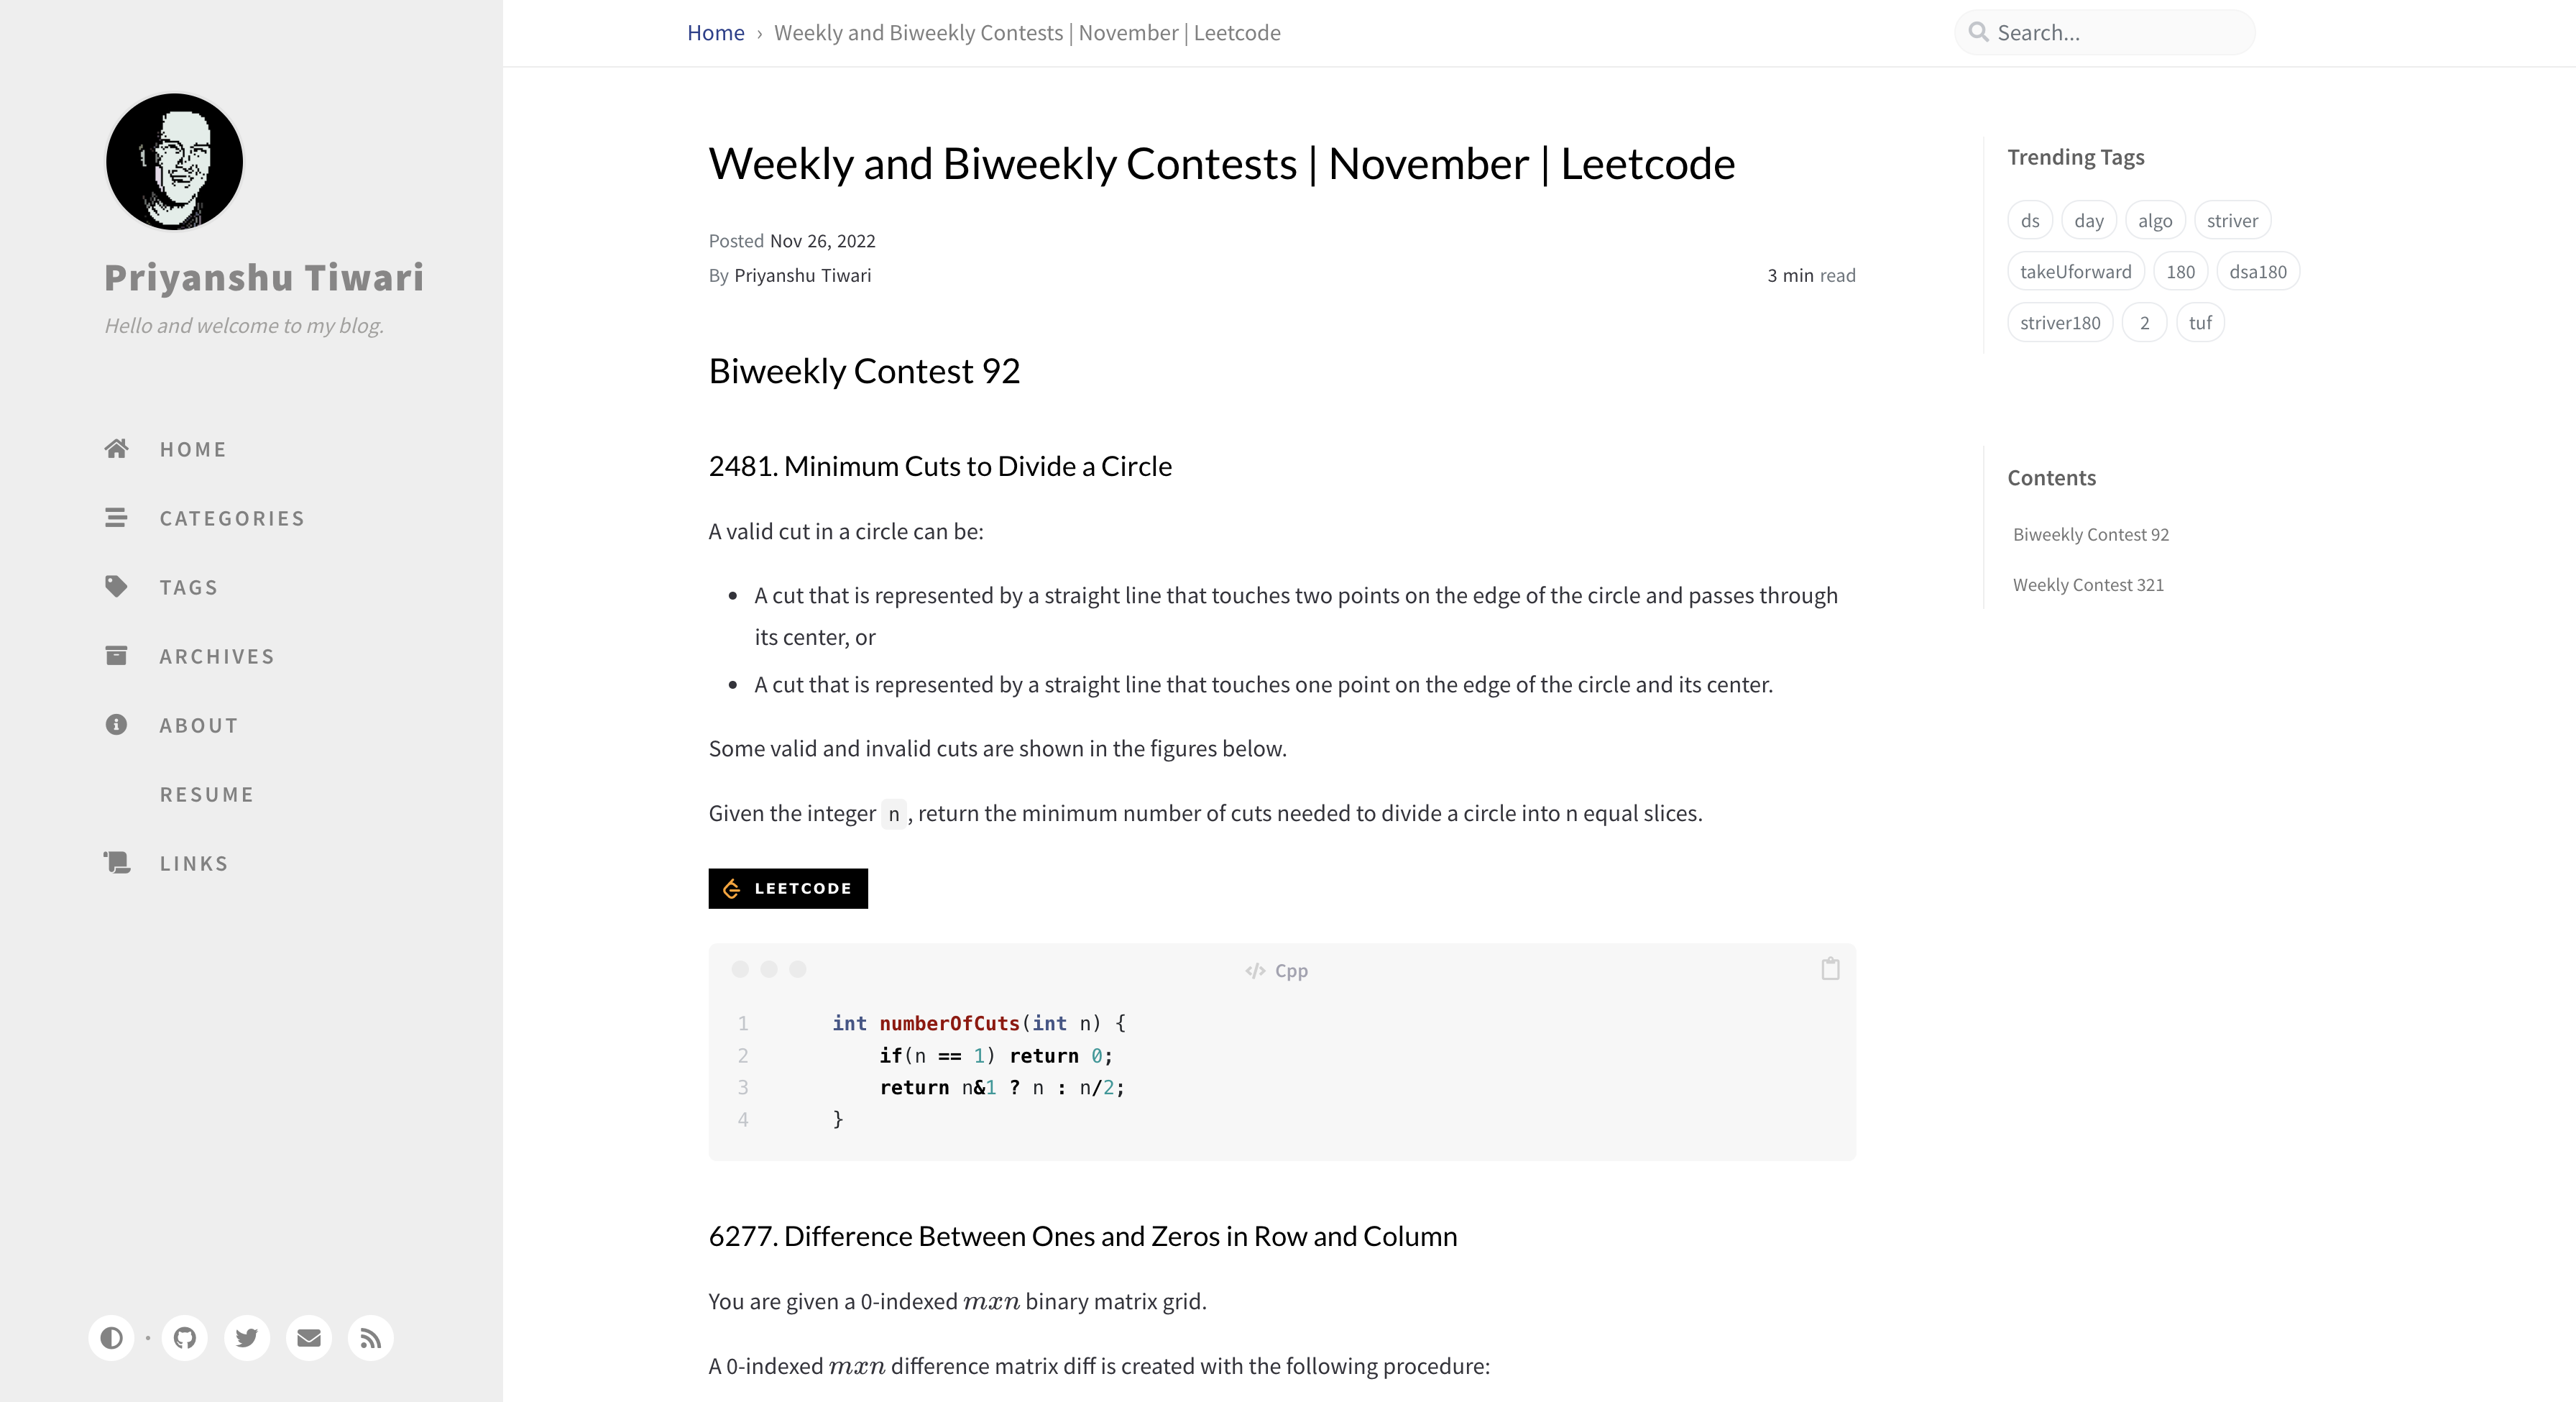 Priyanshu Tiwari
Hello and welcome to my blog.
HOME
CATEGORIES
TAGS
ARCHIVES
ABOUT
RESUME
LINKS
Home › Weekly and Biweekly Contests | November | Leetcode
Search...
Weekly and Biweekly Contests | November | Leetcode
Posted Nov 26, 2022
By Priyanshu Tiwari
3 min read
Biweekly Contest 92
2481. Minimum Cuts to Divide a Circle
A valid cut in a circle can be:
• A cut that is represented by a straight line that touches two points on the edge of the circle and passes through
its center, or
• A cut that is represented by a straight line that touches one point on the edge of the circle and its center.
Some valid and invalid cuts are shown in the figures below.
Given the integer n, return the minimum number of cuts needed to divide a circle into n equal slices.
LEETCODE
</> Cpp
1 int numberOfCuts(int n) {
2 if(n == 1) return 0;
3 return n&1 ? n : n/2;
4 }
6277. Difference Between Ones and Zeros in Row and Column
You are given a 0-indexed mxn binary matrix grid.
A 0-indexed mxn difference matrix diff is created with the following procedure:
Trending Tags
ds day algo striver
takeUforward 180 dsa180
striver180 2 tuf
Contents
Biweekly Contest 92
Weekly Contest 321